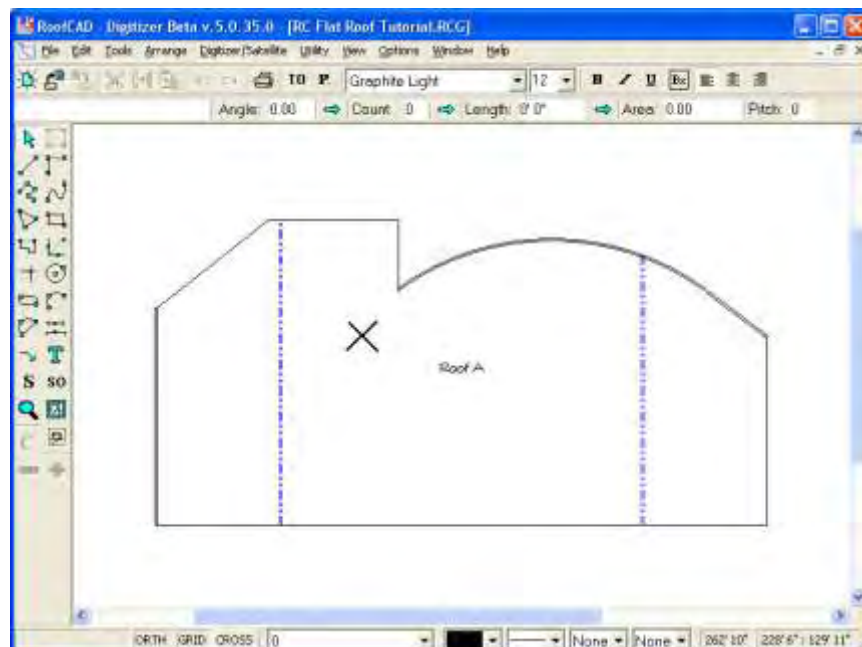 RoofCAD - Digitizer Beta v.5.0.35.0 - [RC Flat Roof Tutorial.RCG]
File Edit Tools Arrange Digitizer/Satellite Utility View Options Window Help
TO P. Graphite Light 12 B I U
Angle: 0.00 Count: 0 Length: 0' 0" Area: 0.00 Pitch: 0
T
S SO
Roof A
ORTH GRID CROSS 0 None None 262' 10" 228' 6" : 129' 11"